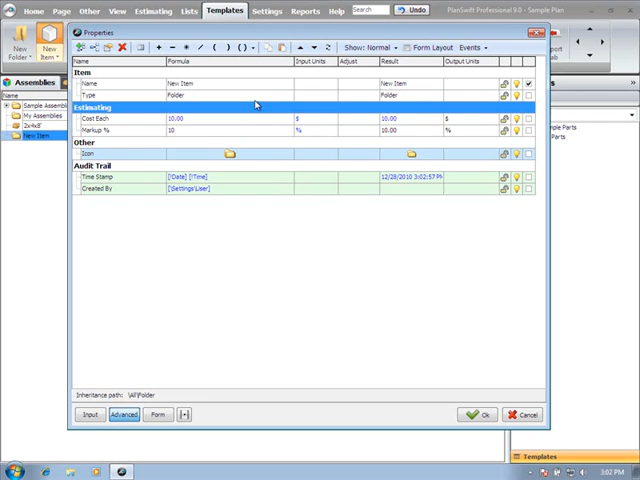 Home Page Other View Estimating Lists Templates Settings Reports Help Search Undo PlanSwift Professional 9.0 - Sample Plan
New Folder
New Item
Properties
Show: Normal Form Layout Events
Assemblies
Name
Sample Assembl
My Assemblies
2x4x8'
New Item
Name Formula Input Units Adjust Result Output Units
Item
Name New Item New Item
Type Folder Folder
Estimating
Cost Each 10.00 $ 10.00 $
Markup % 10 % 10.00 %
Other
Icon
Audit Trail
Time Stamp [!Date] [!Time] 12/28/2010 3:02:57 PM
Created By [\Settings\User]
Inheritance path: \All\Folder
Input Advanced Form Ok Cancel
Templates
3:02 PM